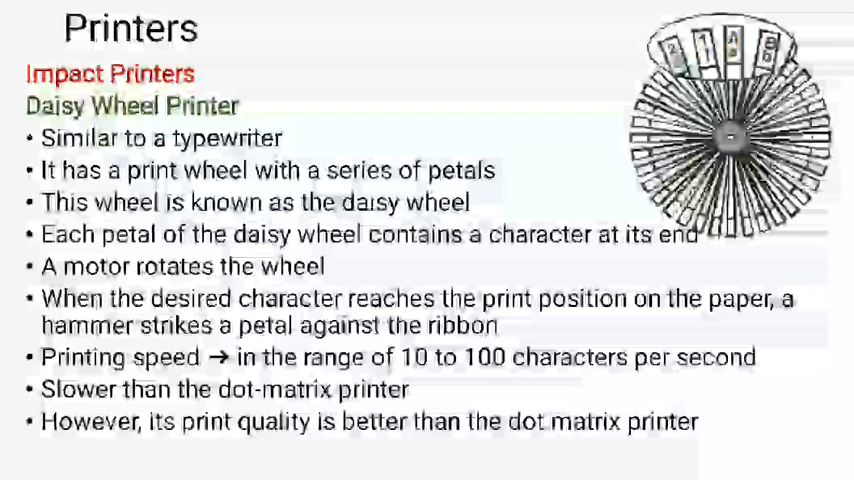 Printers
Impact Printers
Daisy Wheel Printer
• Similar to a typewriter
• It has a print wheel with a series of petals
• This wheel is known as the daisy wheel
• Each petal of the daisy wheel contains a character at its end
• A motor rotates the wheel
• When the desired character reaches the print position on the paper, a
hammer strikes a petal against the ribbon
• Printing speed → in the range of 10 to 100 characters per second
• Slower than the dot-matrix printer
• However, its print quality is better than the dot matrix printer